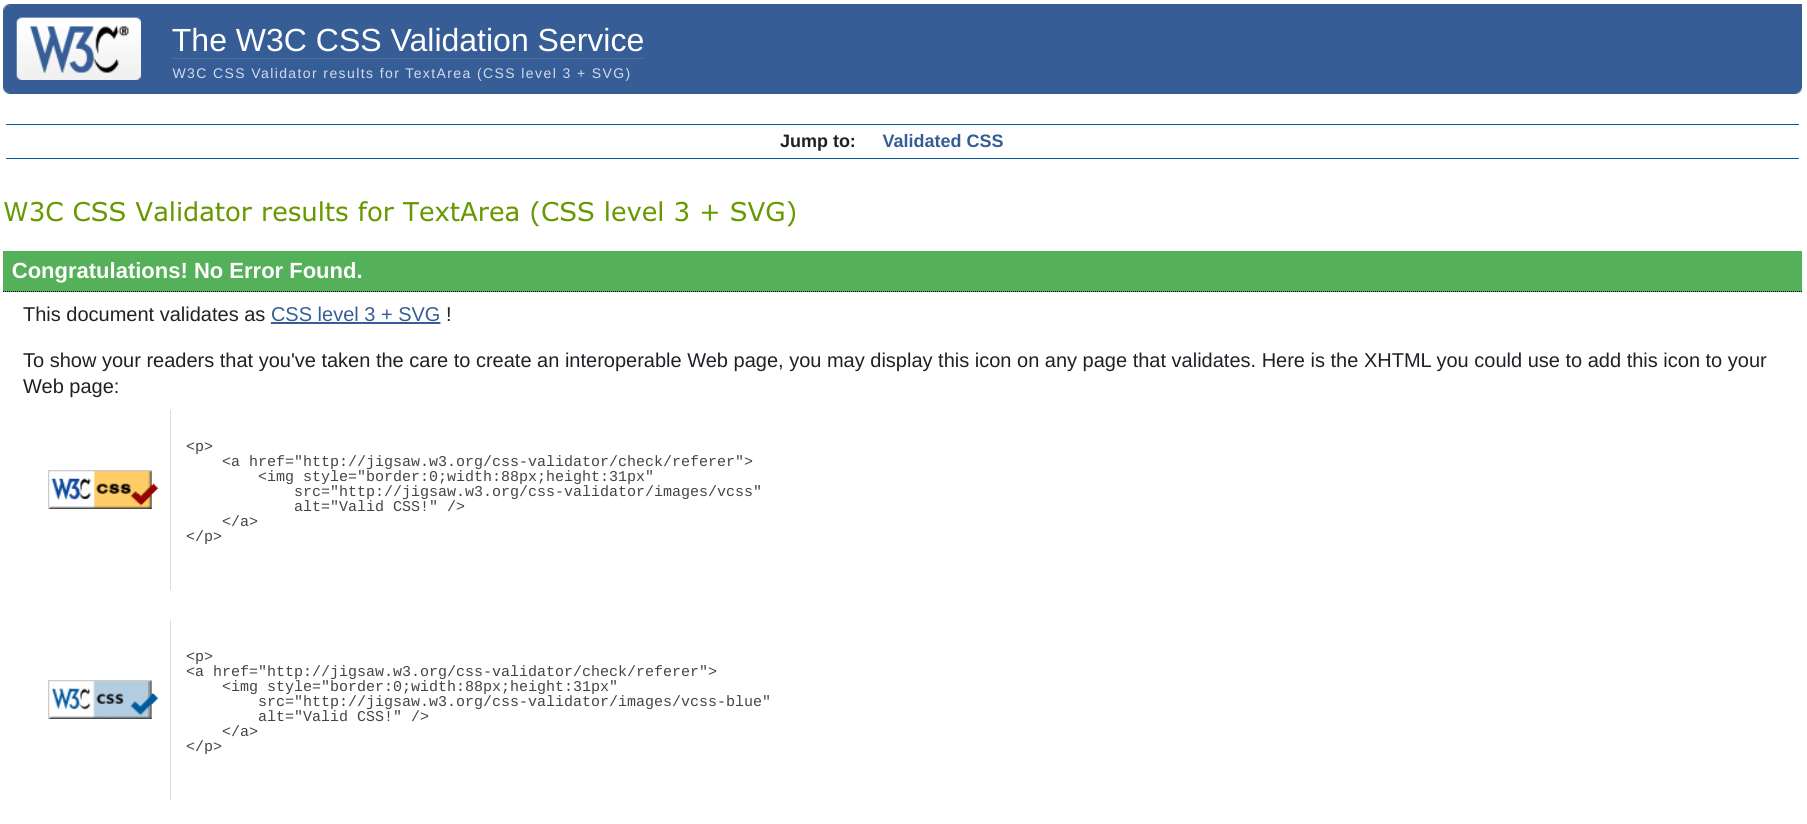 W3C®
The W3C CSS Validation Service
W3C CSS Validator results for TextArea (CSS level 3 + SVG)
Jump to: Validated CSS
W3C CSS Validator results for TextArea (CSS level 3 + SVG)
Congratulations! No Error Found.
This document validates as CSS level 3 + SVG !
To show your readers that you've taken the care to create an interoperable Web page, you may display this icon on any page that validates. Here is the XHTML you could use to add this icon to your
Web page:
W3C css
<p>
    <a href="http://jigsaw.w3.org/css-validator/check/referer">
        <img style="border:0;width:88px;height:31px"
            src="http://jigsaw.w3.org/css-validator/images/vcss"
            alt="Valid CSS!" />
    </a>
</p>
W3C css
<p>
<a href="http://jigsaw.w3.org/css-validator/check/referer">
    <img style="border:0;width:88px;height:31px"
        src="http://jigsaw.w3.org/css-validator/images/vcss-blue"
        alt="Valid CSS!" />
    </a>
</p>